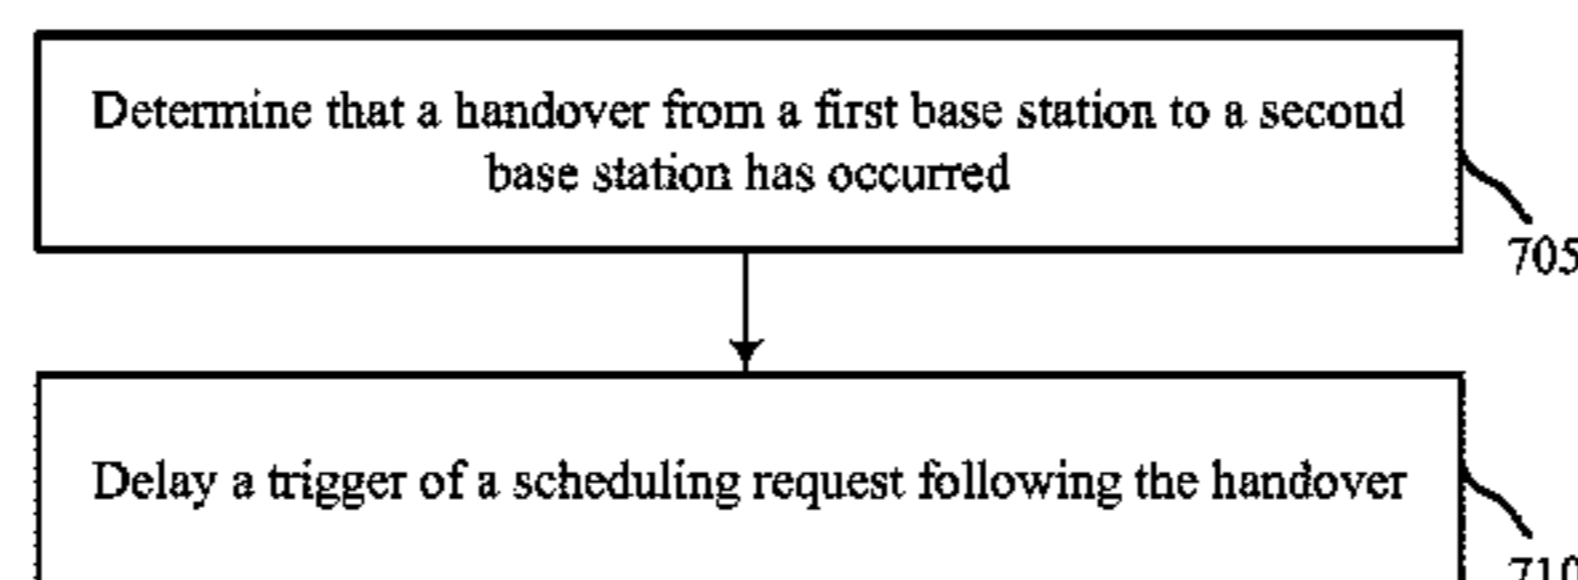 Determine that a handover from a first base station to a second
base station has occurred
705
Delay a trigger of a scheduling request following the handover
710